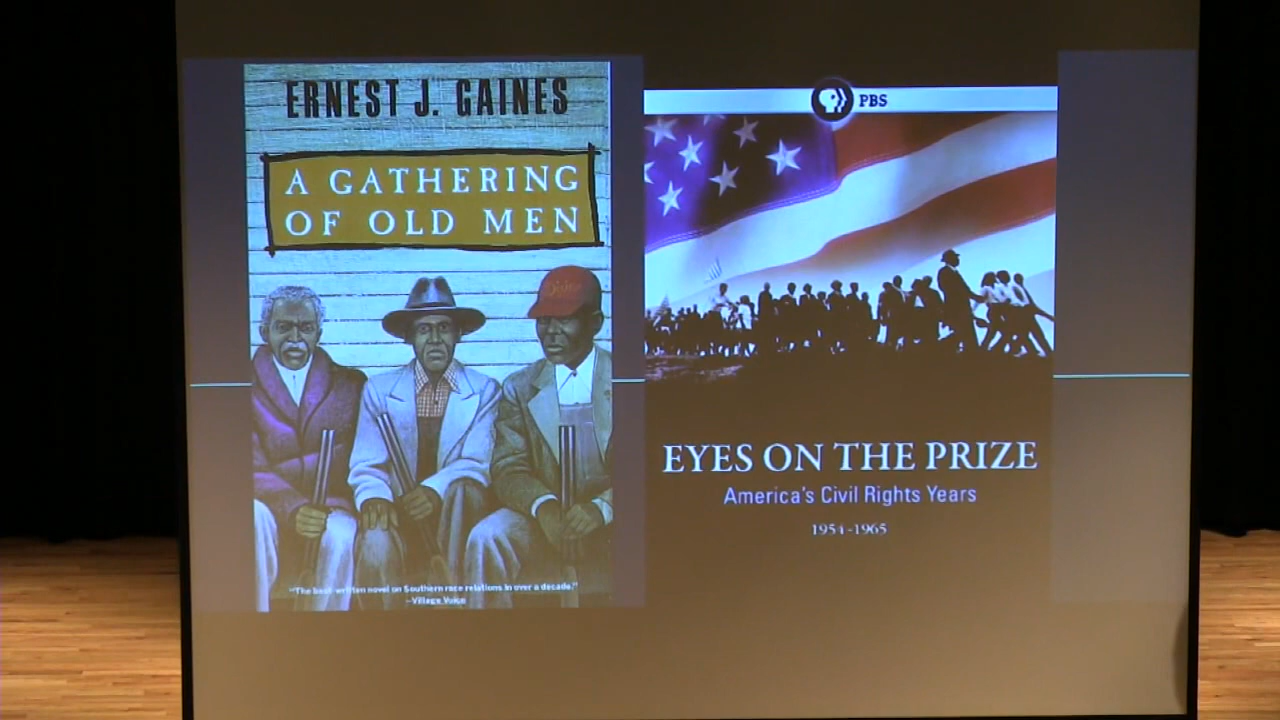 ERNEST J. GAINES
A GATHERING
OF OLD MEN
"The best-written novel on Southern race relations in over a decade."
—Village Voice
PBS
EYES ON THE PRIZE
America's Civil Rights Years
1954-1965